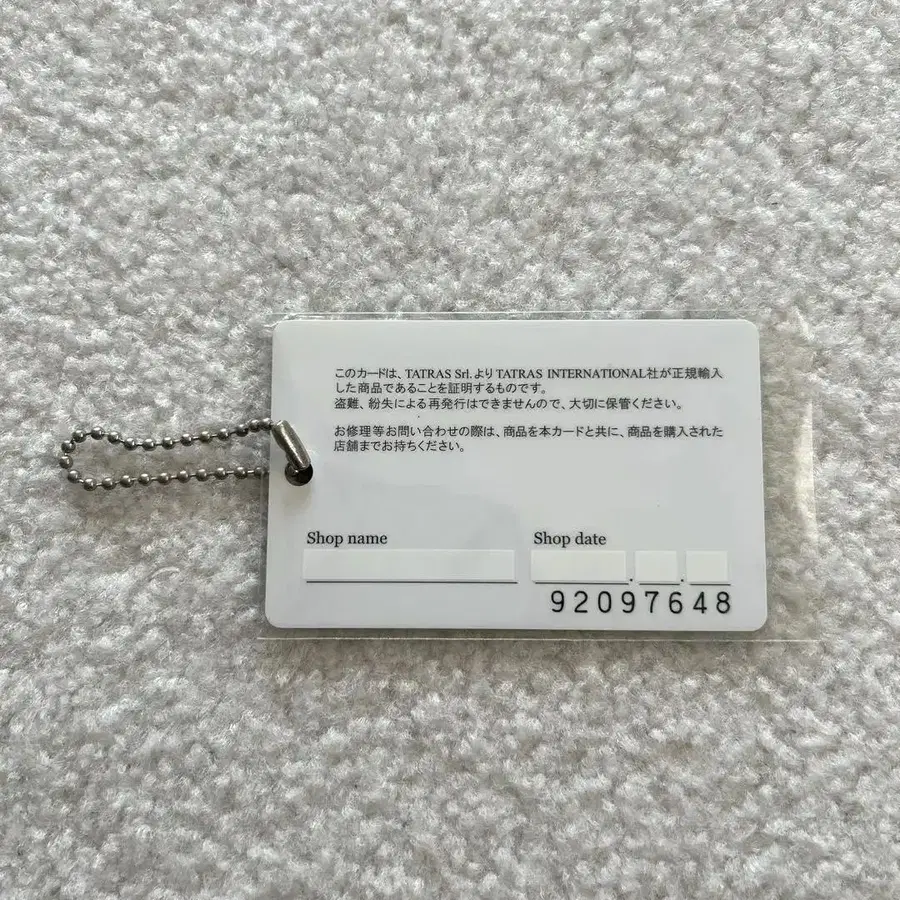 このカードは、TATRAS Srl.より TATRAS INTERNATIONAL社が正規輸入
した商品であることを証明するものです。
盗難、紛失による再発行はできませんので、大切に保管ください。
お修理等お問い合わせの際は、商品を本カードと共に、商品を購入された
店舗までお持ちください。
Shop name
Shop date
92097648